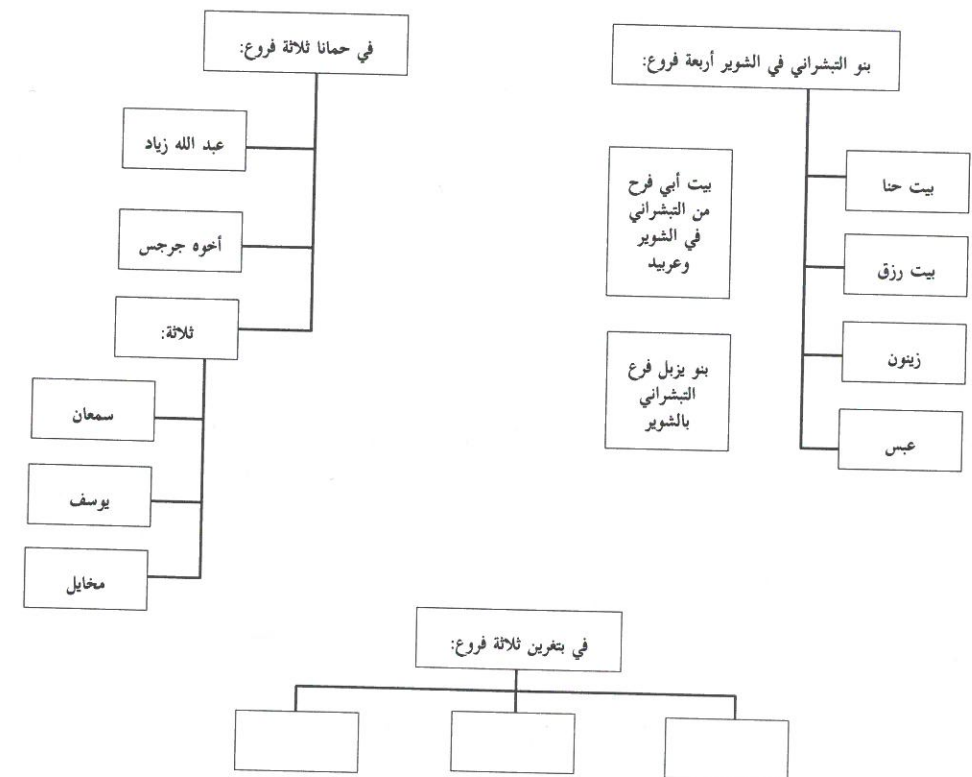 بنو التبشراني في الشوير أربعة فروع:
بيت حنا
بيت رزق
زينون
عبس
بيت أبي فرح
من التبشراني
في الشوير
وعربيد
بنو يزبل فرع
التبشراني
بالشوير
في حمانا ثلاثة فروع:
عبد الله زياد
أخوه جرجس
ثلاثة:
سمعان
يوسف
مخايل
في بتغرين ثلاثة فروع: